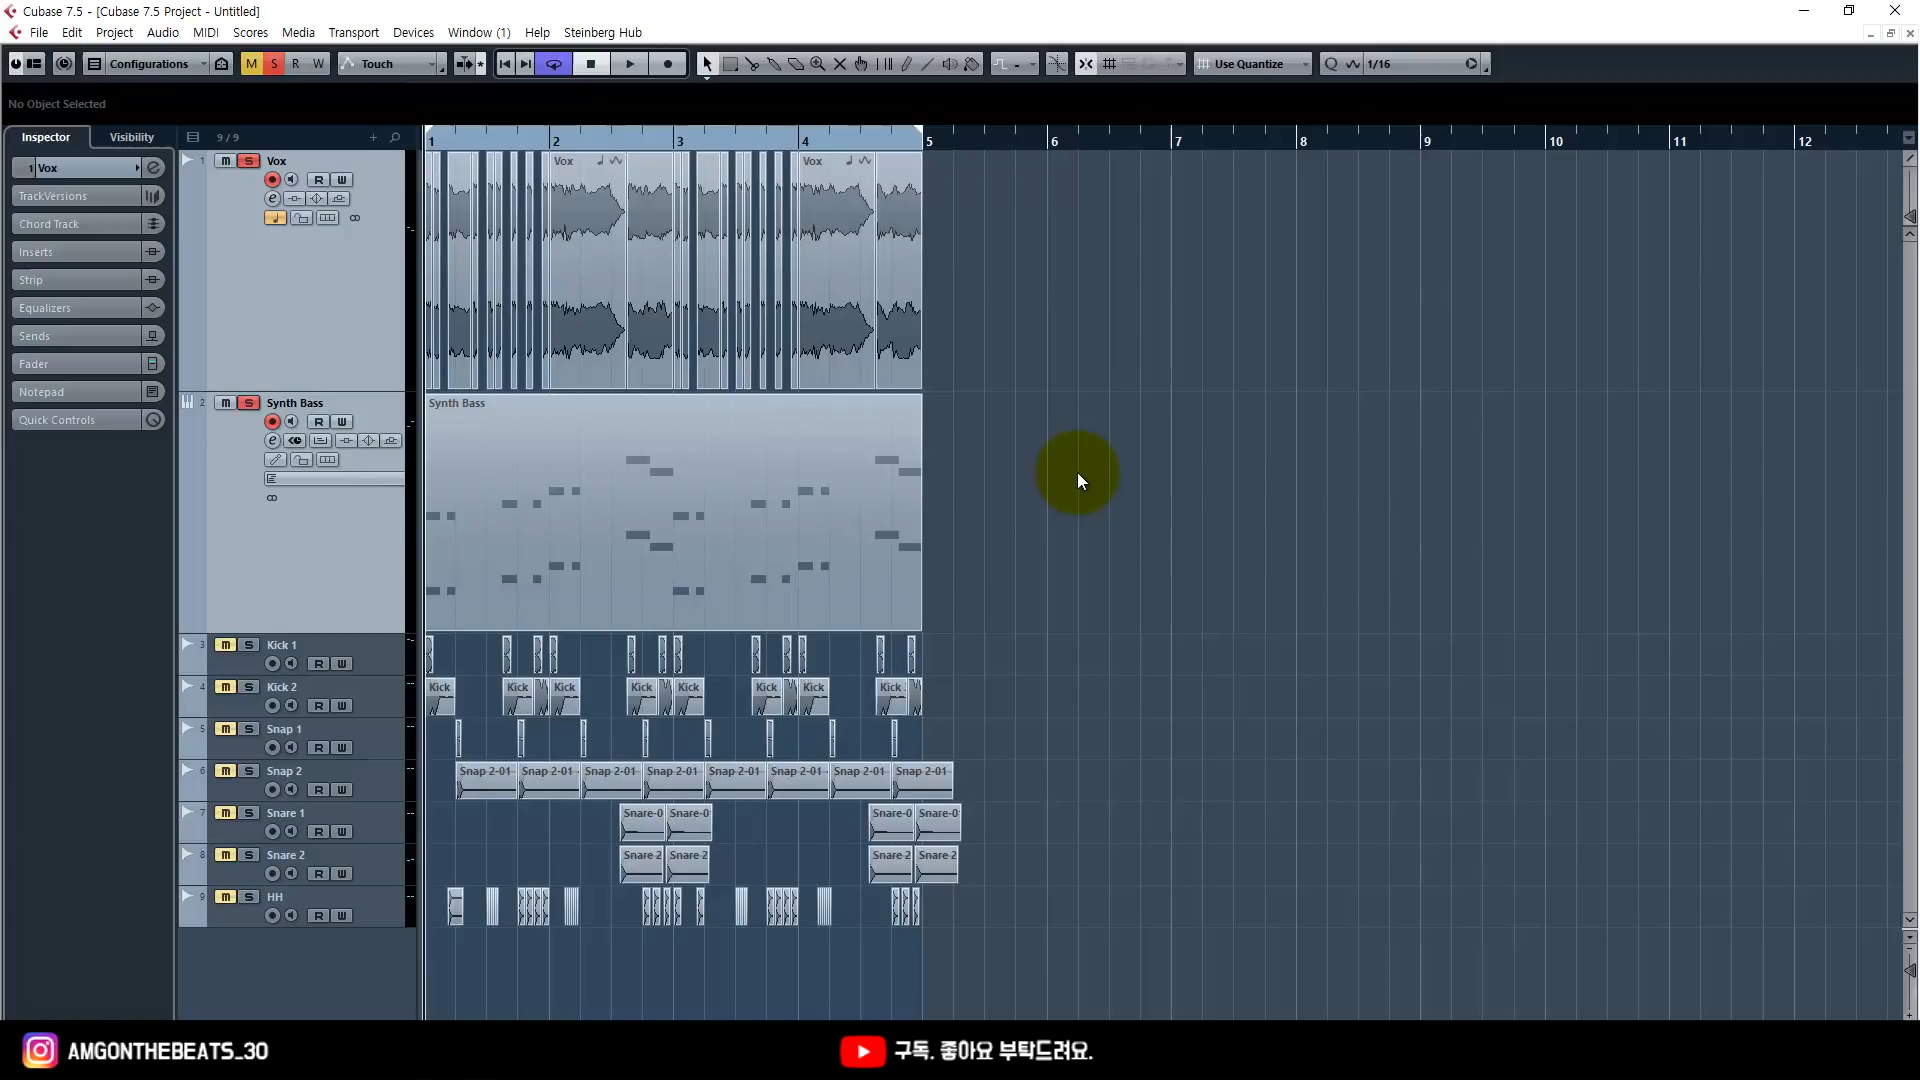 Cubase 7.5 - [Cubase 7.5 Project - Untitled]
File Edit Project Audio MIDI Scores Media Transport Devices Window (1) Help Steinberg Hub
Configurations M S R W Touch Use Quantize Q 1/16
No Object Selected
Inspector Visibility 9/9
1 2 3 4 5 6 7 8 9 10 11 12
1 Vox
TrackVersions
Chord Track
Inserts
Strip
Equalizers
Sends
Fader
Notepad
Quick Controls
1 m S Vox
R W
e
Vox Vox
2 m S Synth Bass
R W
e
Synth Bass
3 m S Kick 1
R W
4 m S Kick 2
R W
Kick Kick Kick Kick Kick Kick Kick Kick
5 m S Snap 1
R W
6 m S Snap 2
R W
Snap 2-01 Snap 2-01 Snap 2-01 Snap 2-01 Snap 2-01 Snap 2-01 Snap 2-01 Snap 2-01
7 m S Snare 1
R W
Snare-0 Snare-0 Snare-0 Snare-0
8 m S Snare 2
R W
Snare 2 Snare 2 Snare 2 Snare 2
9 m S HH
R W
AMGONTHEBEATS_30
구독. 좋아요 부탁드려요.